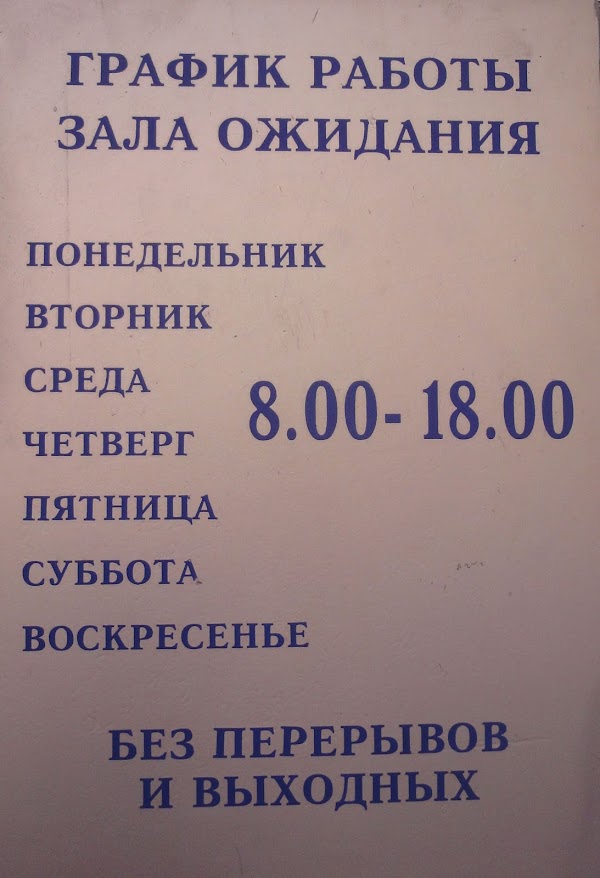 ГРАФИК РАБОТЫ
ЗАЛА ОЖИДАНИЯ
ПОНЕДЕЛЬНИК
ВТОРНИК
СРЕДА
8.00- 18.00
ЧЕТВЕРГ
ПЯТНИЦА
СУББОТА
ВОСКРЕСЕНЬЕ
БЕЗ ПЕРЕРЫВОВ
И ВЫХОДНЫХ